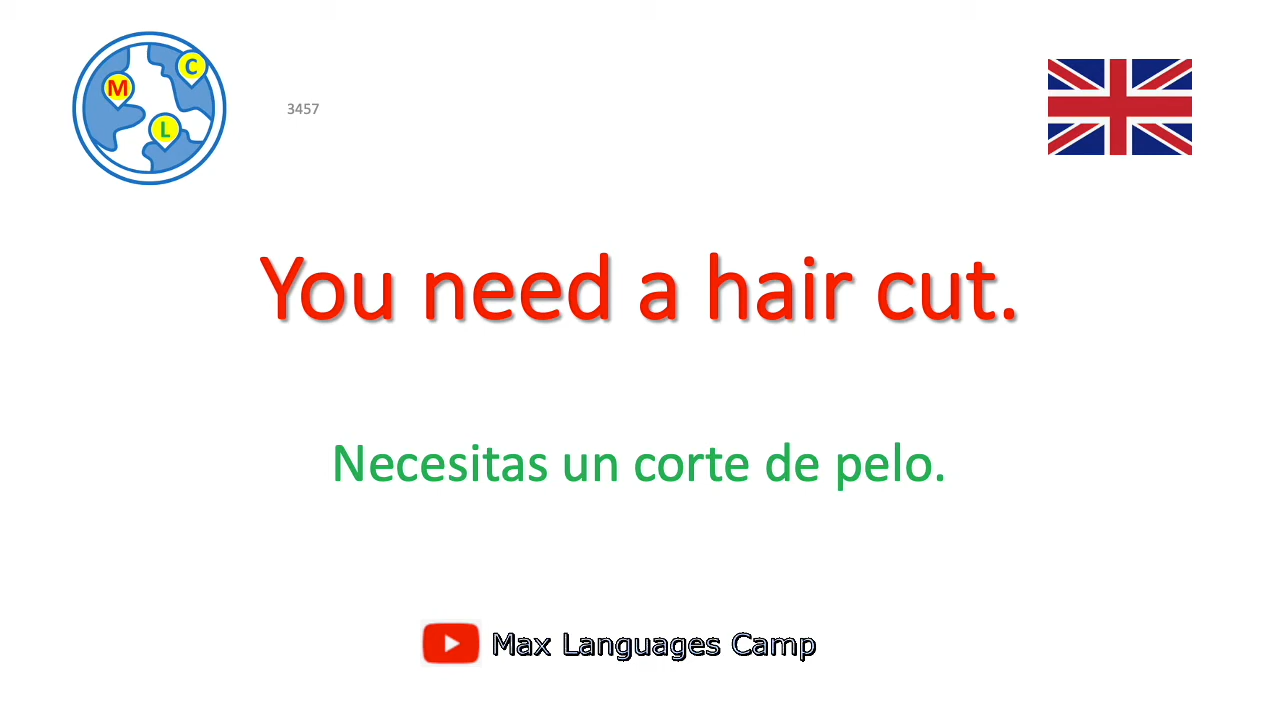 M
C
L
3457
You need a hair cut.
Necesitas un corte de pelo.
Max Languages Camp